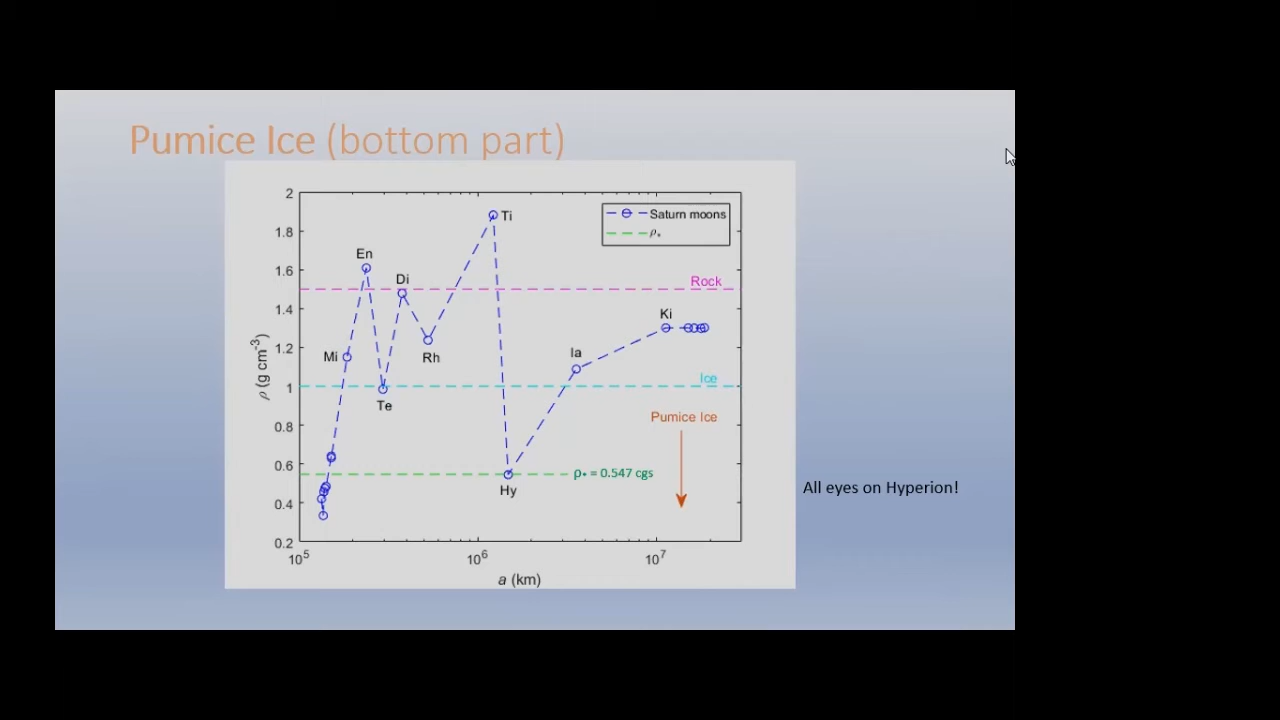 Pumice Ice (bottom part)
2
1.8
1.6
1.4
1.2
1
0.8
0.6
0.4
0.2
ρ (g cm⁻³)
10⁵
10⁶
10⁷
a (km)
Saturn moons
ρ*
Ti
En
Di
Rock
Ki
Mi
Rh
Ia
Ice
Te
Pumice Ice
ρ* = 0.547 cgs
Hy
All eyes on Hyperion!